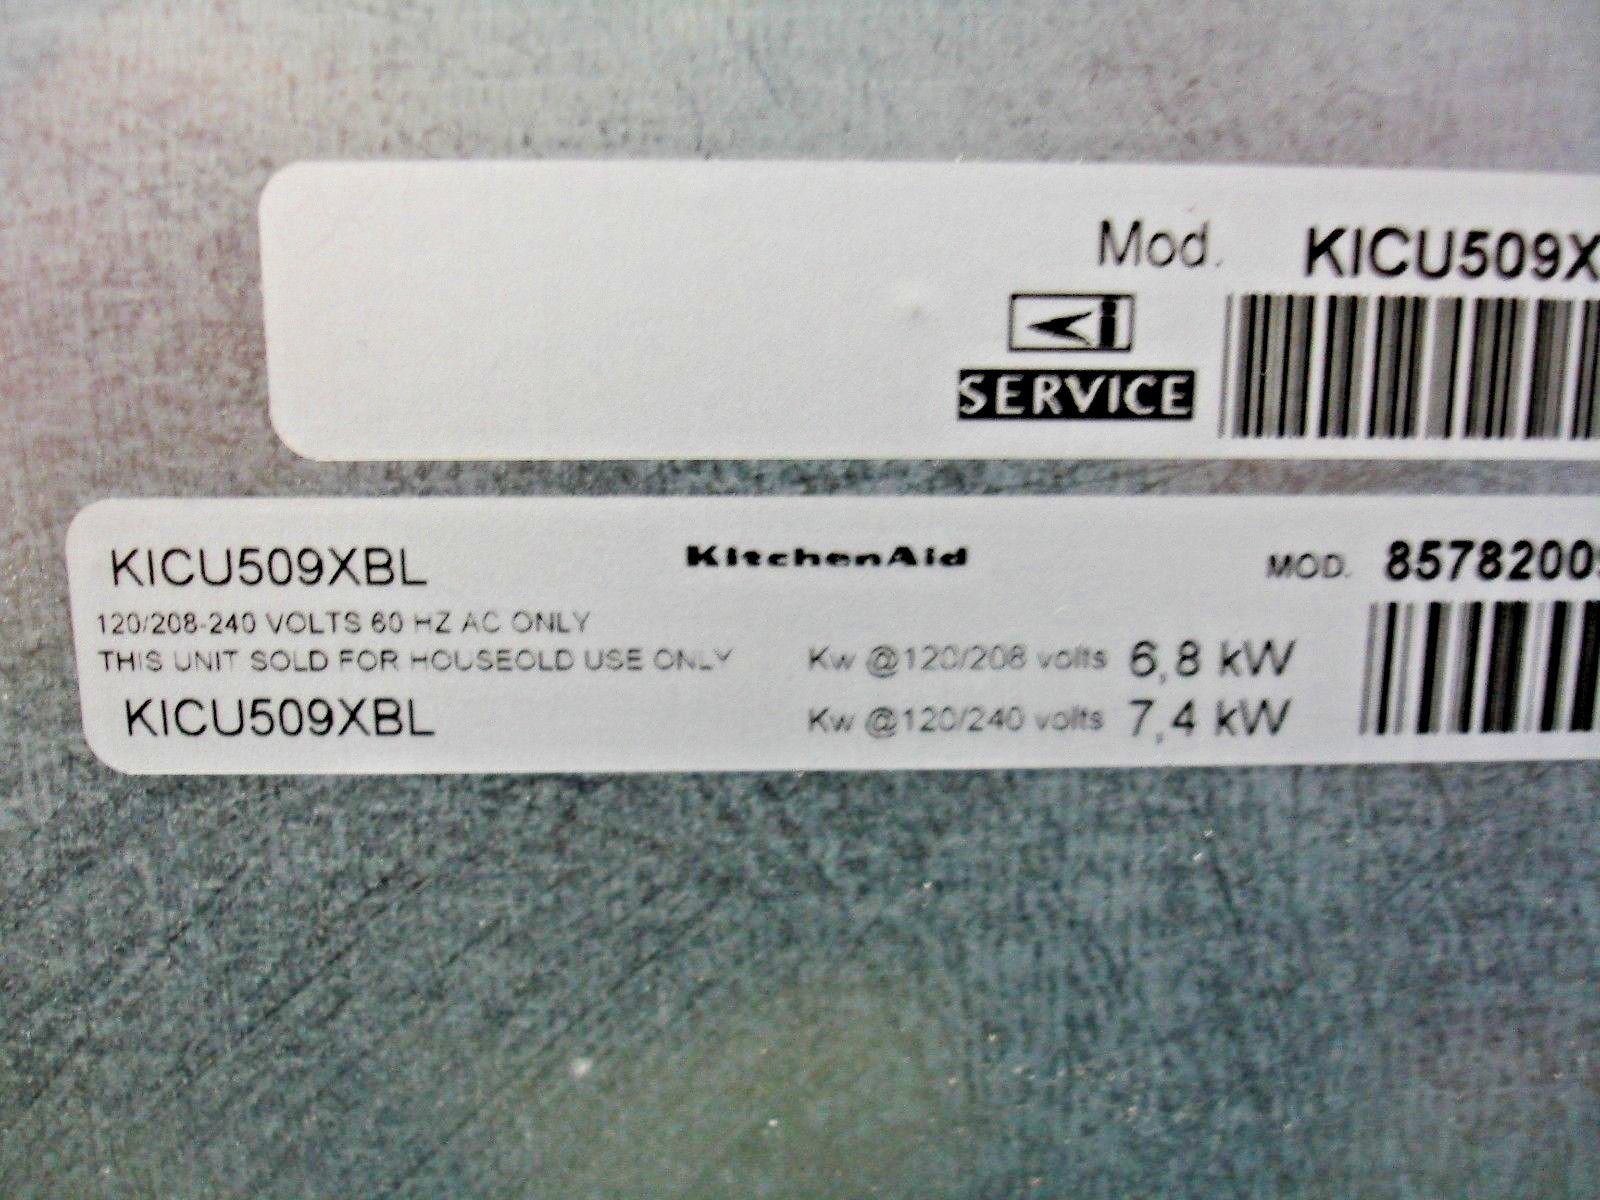 Mod. KICU509X
i
SERVICE
KICU509XBL
KitchenAid
MOD. 8578200
120/208-240 VOLTS 60 HZ AC ONLY
THIS UNIT SOLD FOR HOUSEOLD USE ONLY
Kw @120/208 volts 6,8 kW
KICU509XBL
Kw @120/240 volts 7,4 kW